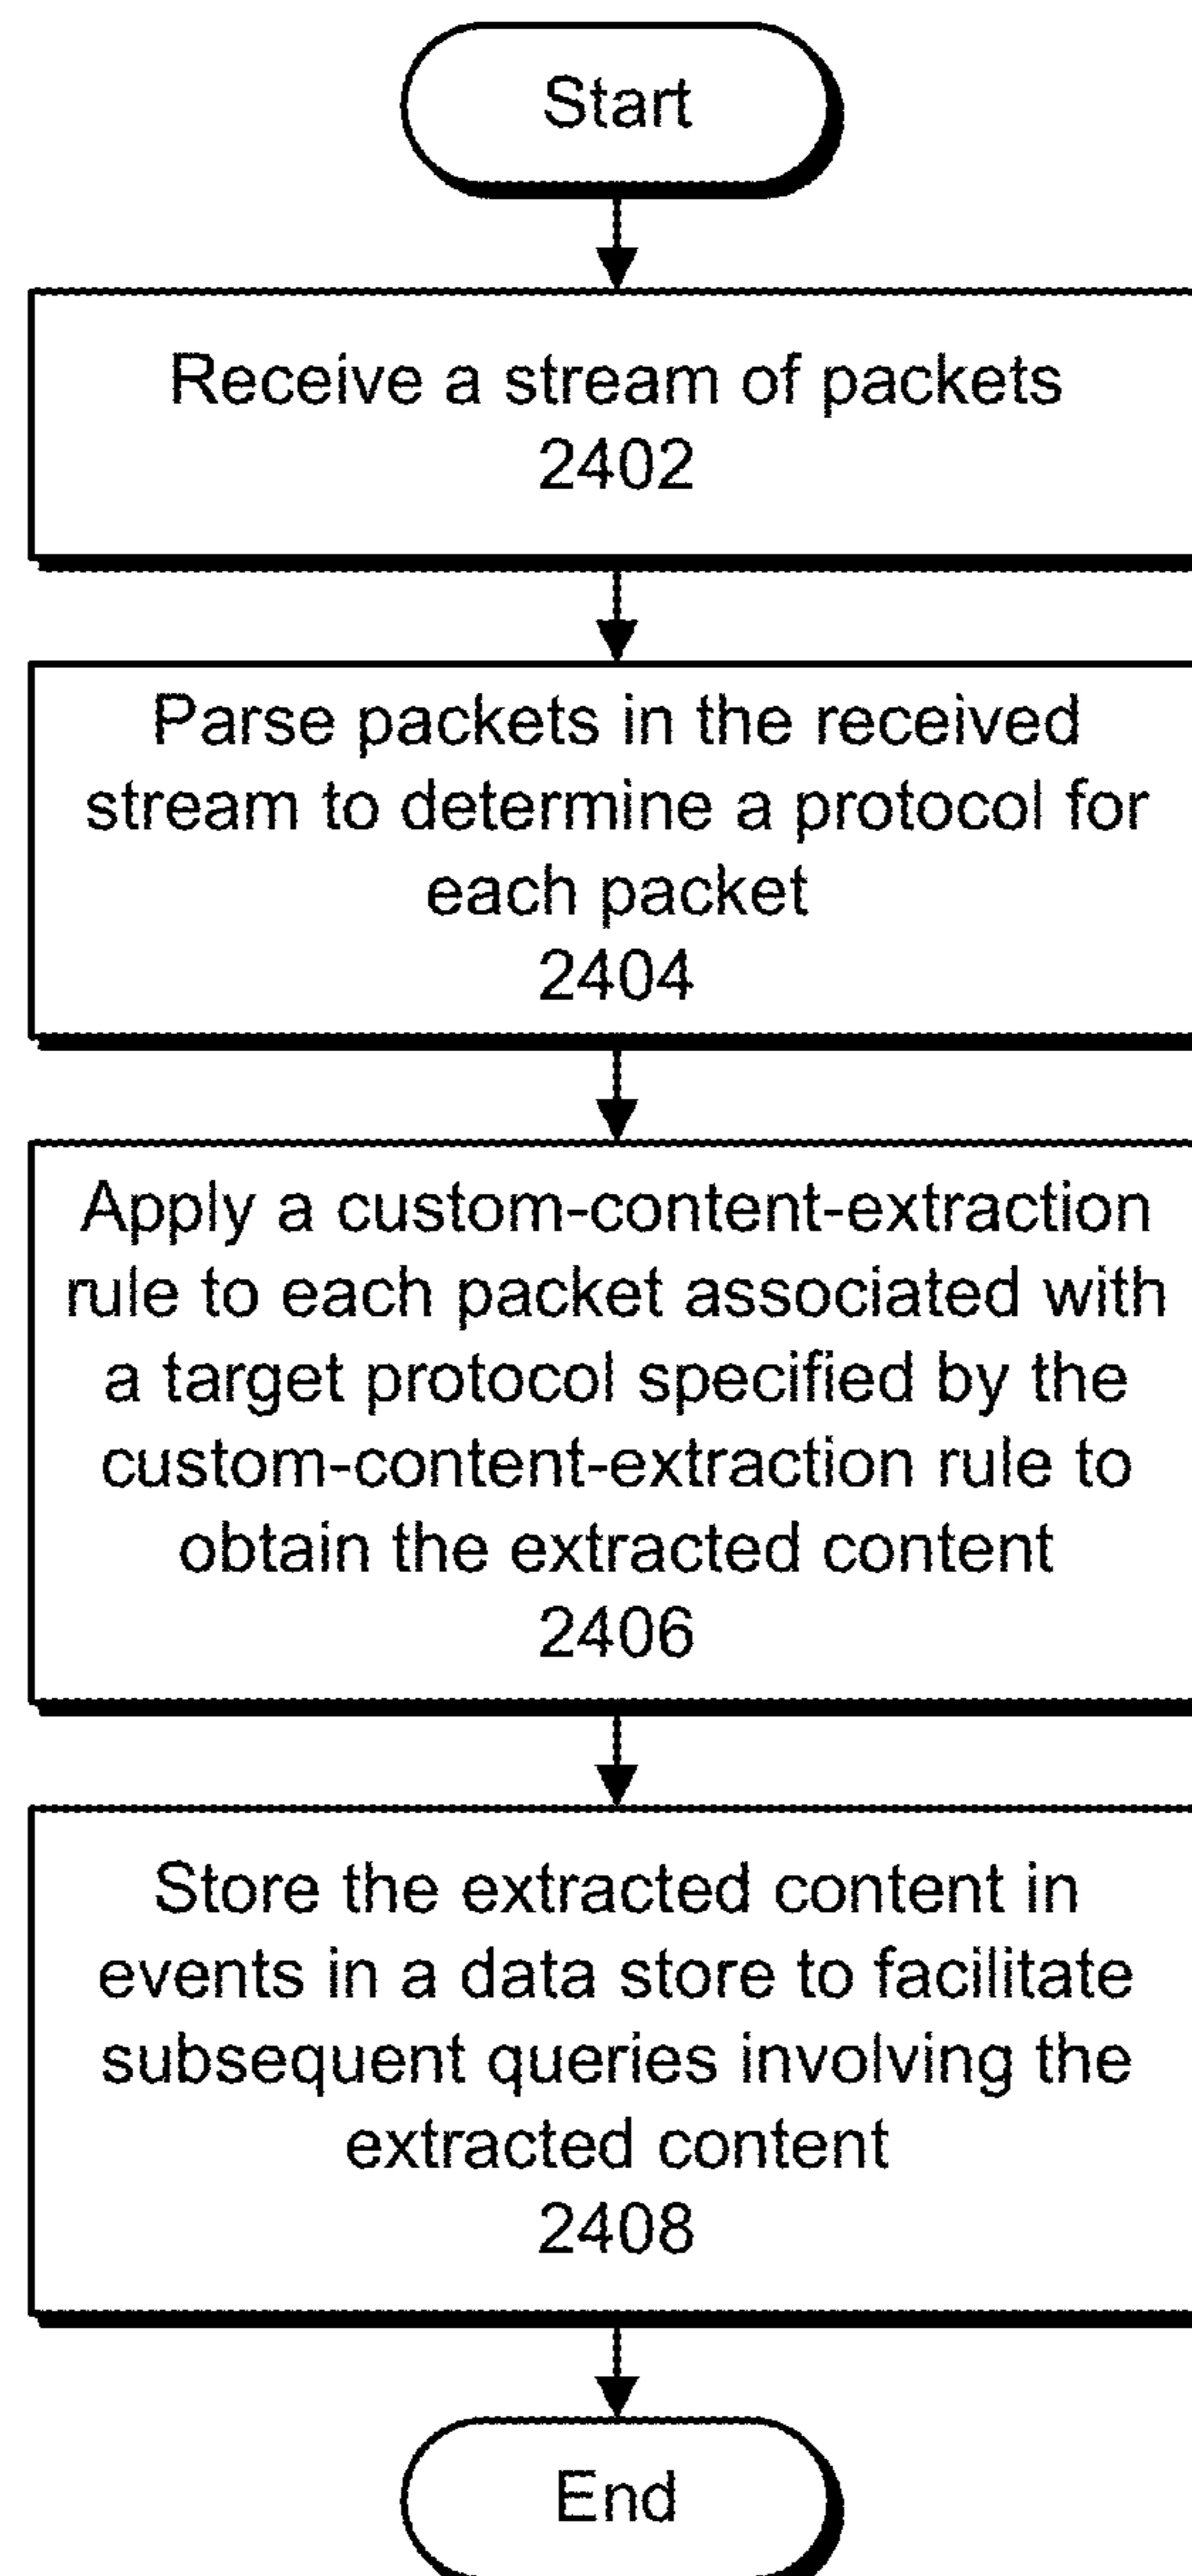 Start
Receive a stream of packets
2402
Parse packets in the received
stream to determine a protocol for
each packet
2404
Apply a custom-content-extraction
rule to each packet associated with
a target protocol specified by the
custom-content-extraction rule to
obtain the extracted content
2406
Store the extracted content in
events in a data store to facilitate
subsequent queries involving the
extracted content
2408
End